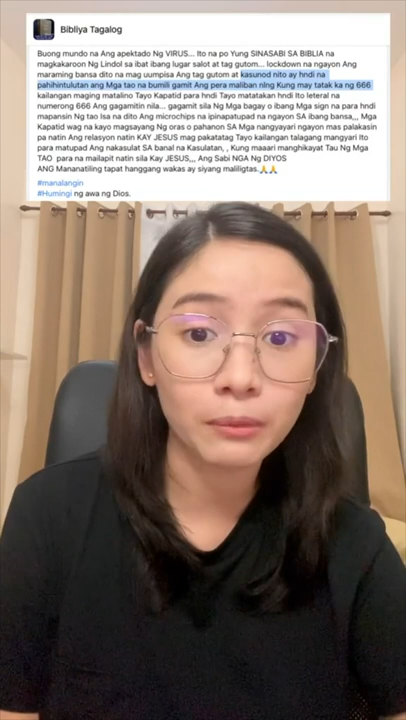 Bibliya Tagalog
Buong mundo na Ang apektado Ng VIRUS... Ito na po Yung SINASABI SA BIBLIA na
magkakaroon Ng Lindol sa ibat ibang lugar salot at tag gutom... lockdown na ngayon Ang
maraming bansa dito na mag uumpisa Ang tag gutom at kasunod nito ay hndi na
pahihintulutan ang Mga tao na bumili gamit Ang pera maliban nlng Kung may tatak ka ng 666
kailangan maging matalino Tayo Kapatid para hndi Tayo matatakan hndi Ito leteral na
numerong 666 Ang gagamitin nila... gagamit sila Ng Mga bagay o ibang Mga sign na para hndi
mapansin Ng tao Isa na dito Ang microchips na ipinapatupad na ngayon SA ibang bansa,,, Mga
Kapatid wag na kayo magsayang Ng oras o pahanon SA Mga nangyayari ngayon mas palakasin
pa natin Ang relasyon natin KAY JESUS mag pakatatag Tayo kailangan talagang mangyari Ito
para matupad Ang nakasulat SA banal na Kasulatan, , Kung maaari manghikayat Tau Ng Mga
TAO para na mailapit natin sila Kay JESUS,,, Ang Sabi NGA Ng DIYOS
ANG Mananatiling tapat hanggang wakas ay siyang maliligtas.🙏🙏
#manalangin
#Humingi ng awa ng Dios.